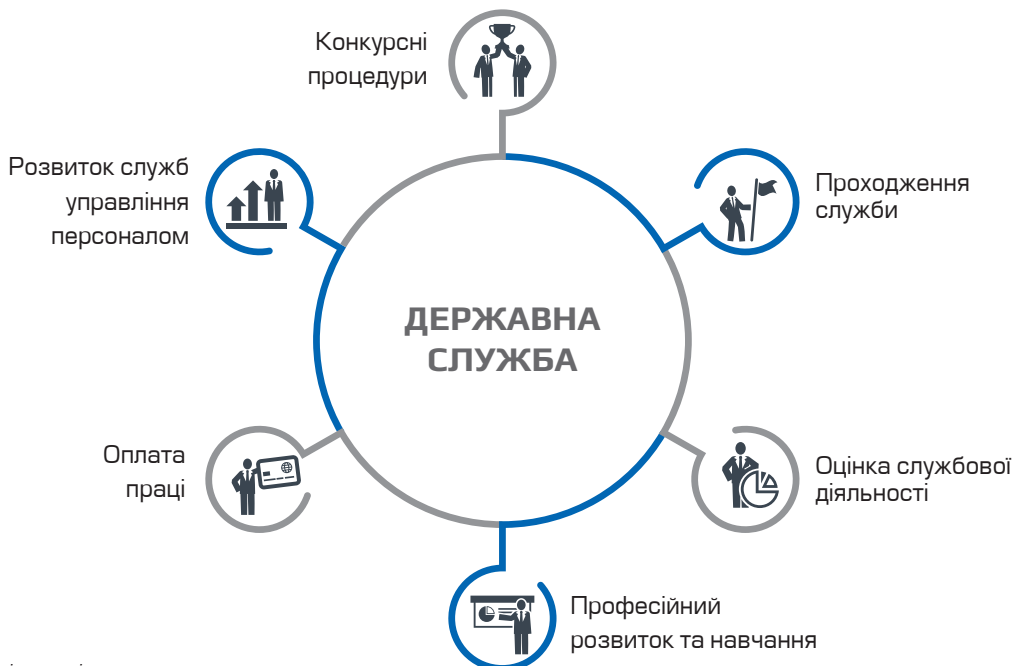 Конкурсні
процедури
Розвиток служб
управління
персоналом
Проходження
служби
ДЕРЖАВНА
СЛУЖБА
Оплата
праці
Оцінка службової
діяльності
Професійний
розвиток та навчання